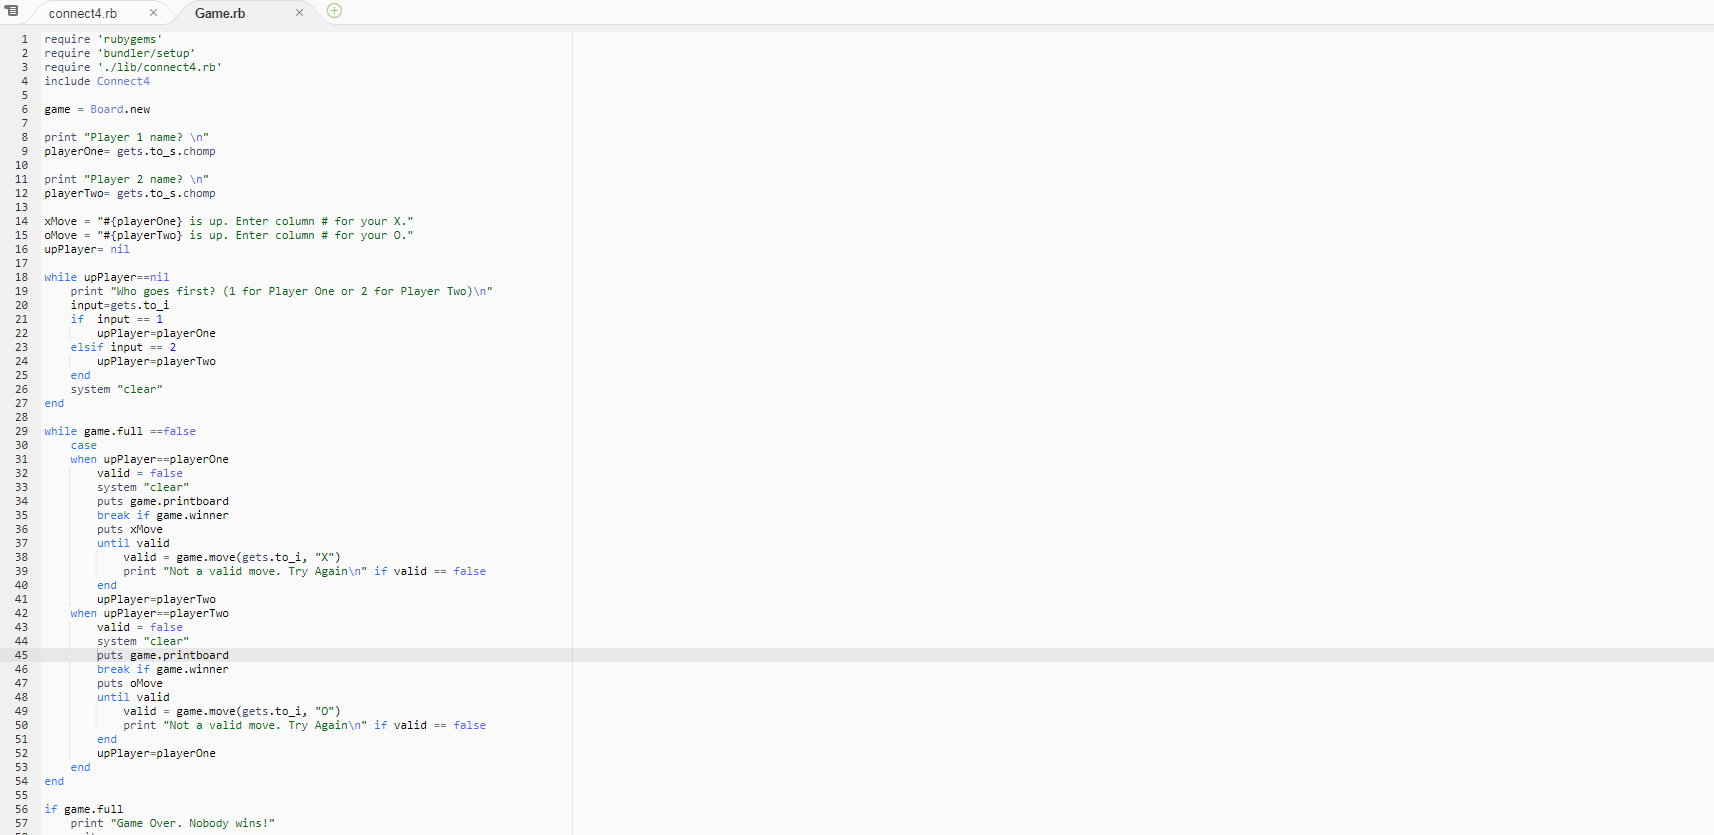 connect4.rb × Game.rb ×
1 require 'rubygems'
2 require 'bundler/setup'
3 require './lib/connect4.rb'
4 include Connect4
5
6 game = Board.new
7
8 print "Player 1 name? \n"
9 playerOne= gets.to_s.chomp
10
11 print "Player 2 name? \n"
12 playerTwo= gets.to_s.chomp
13
14 xMove = "#{playerOne} is up. Enter column # for your X."
15 oMove = "#{playerTwo} is up. Enter column # for your O."
16 upPlayer= nil
17
18 while upPlayer==nil
19     print "Who goes first? (1 for Player One or 2 for Player Two)\n"
20     input=gets.to_i
21     if  input == 1
22         upPlayer=playerOne
23     elsif input == 2
24         upPlayer=playerTwo
25     end
26     system "clear"
27 end
28
29 while game.full ==false
30     case
31     when upPlayer==playerOne
32         valid = false
33         system "clear"
34         puts game.printboard
35         break if game.winner
36         puts xMove
37         until valid
38             valid = game.move(gets.to_i, "X")
39             print "Not a valid move. Try Again\n" if valid == false
40         end
41         upPlayer=playerTwo
42     when upPlayer==playerTwo
43         valid = false
44         system "clear"
45         puts game.printboard
46         break if game.winner
47         puts oMove
48         until valid
49             valid = game.move(gets.to_i, "O")
50             print "Not a valid move. Try Again\n" if valid == false
51         end
52         upPlayer=playerOne
53     end
54 end
55
56 if game.full
57     print "Game Over. Nobody wins!"